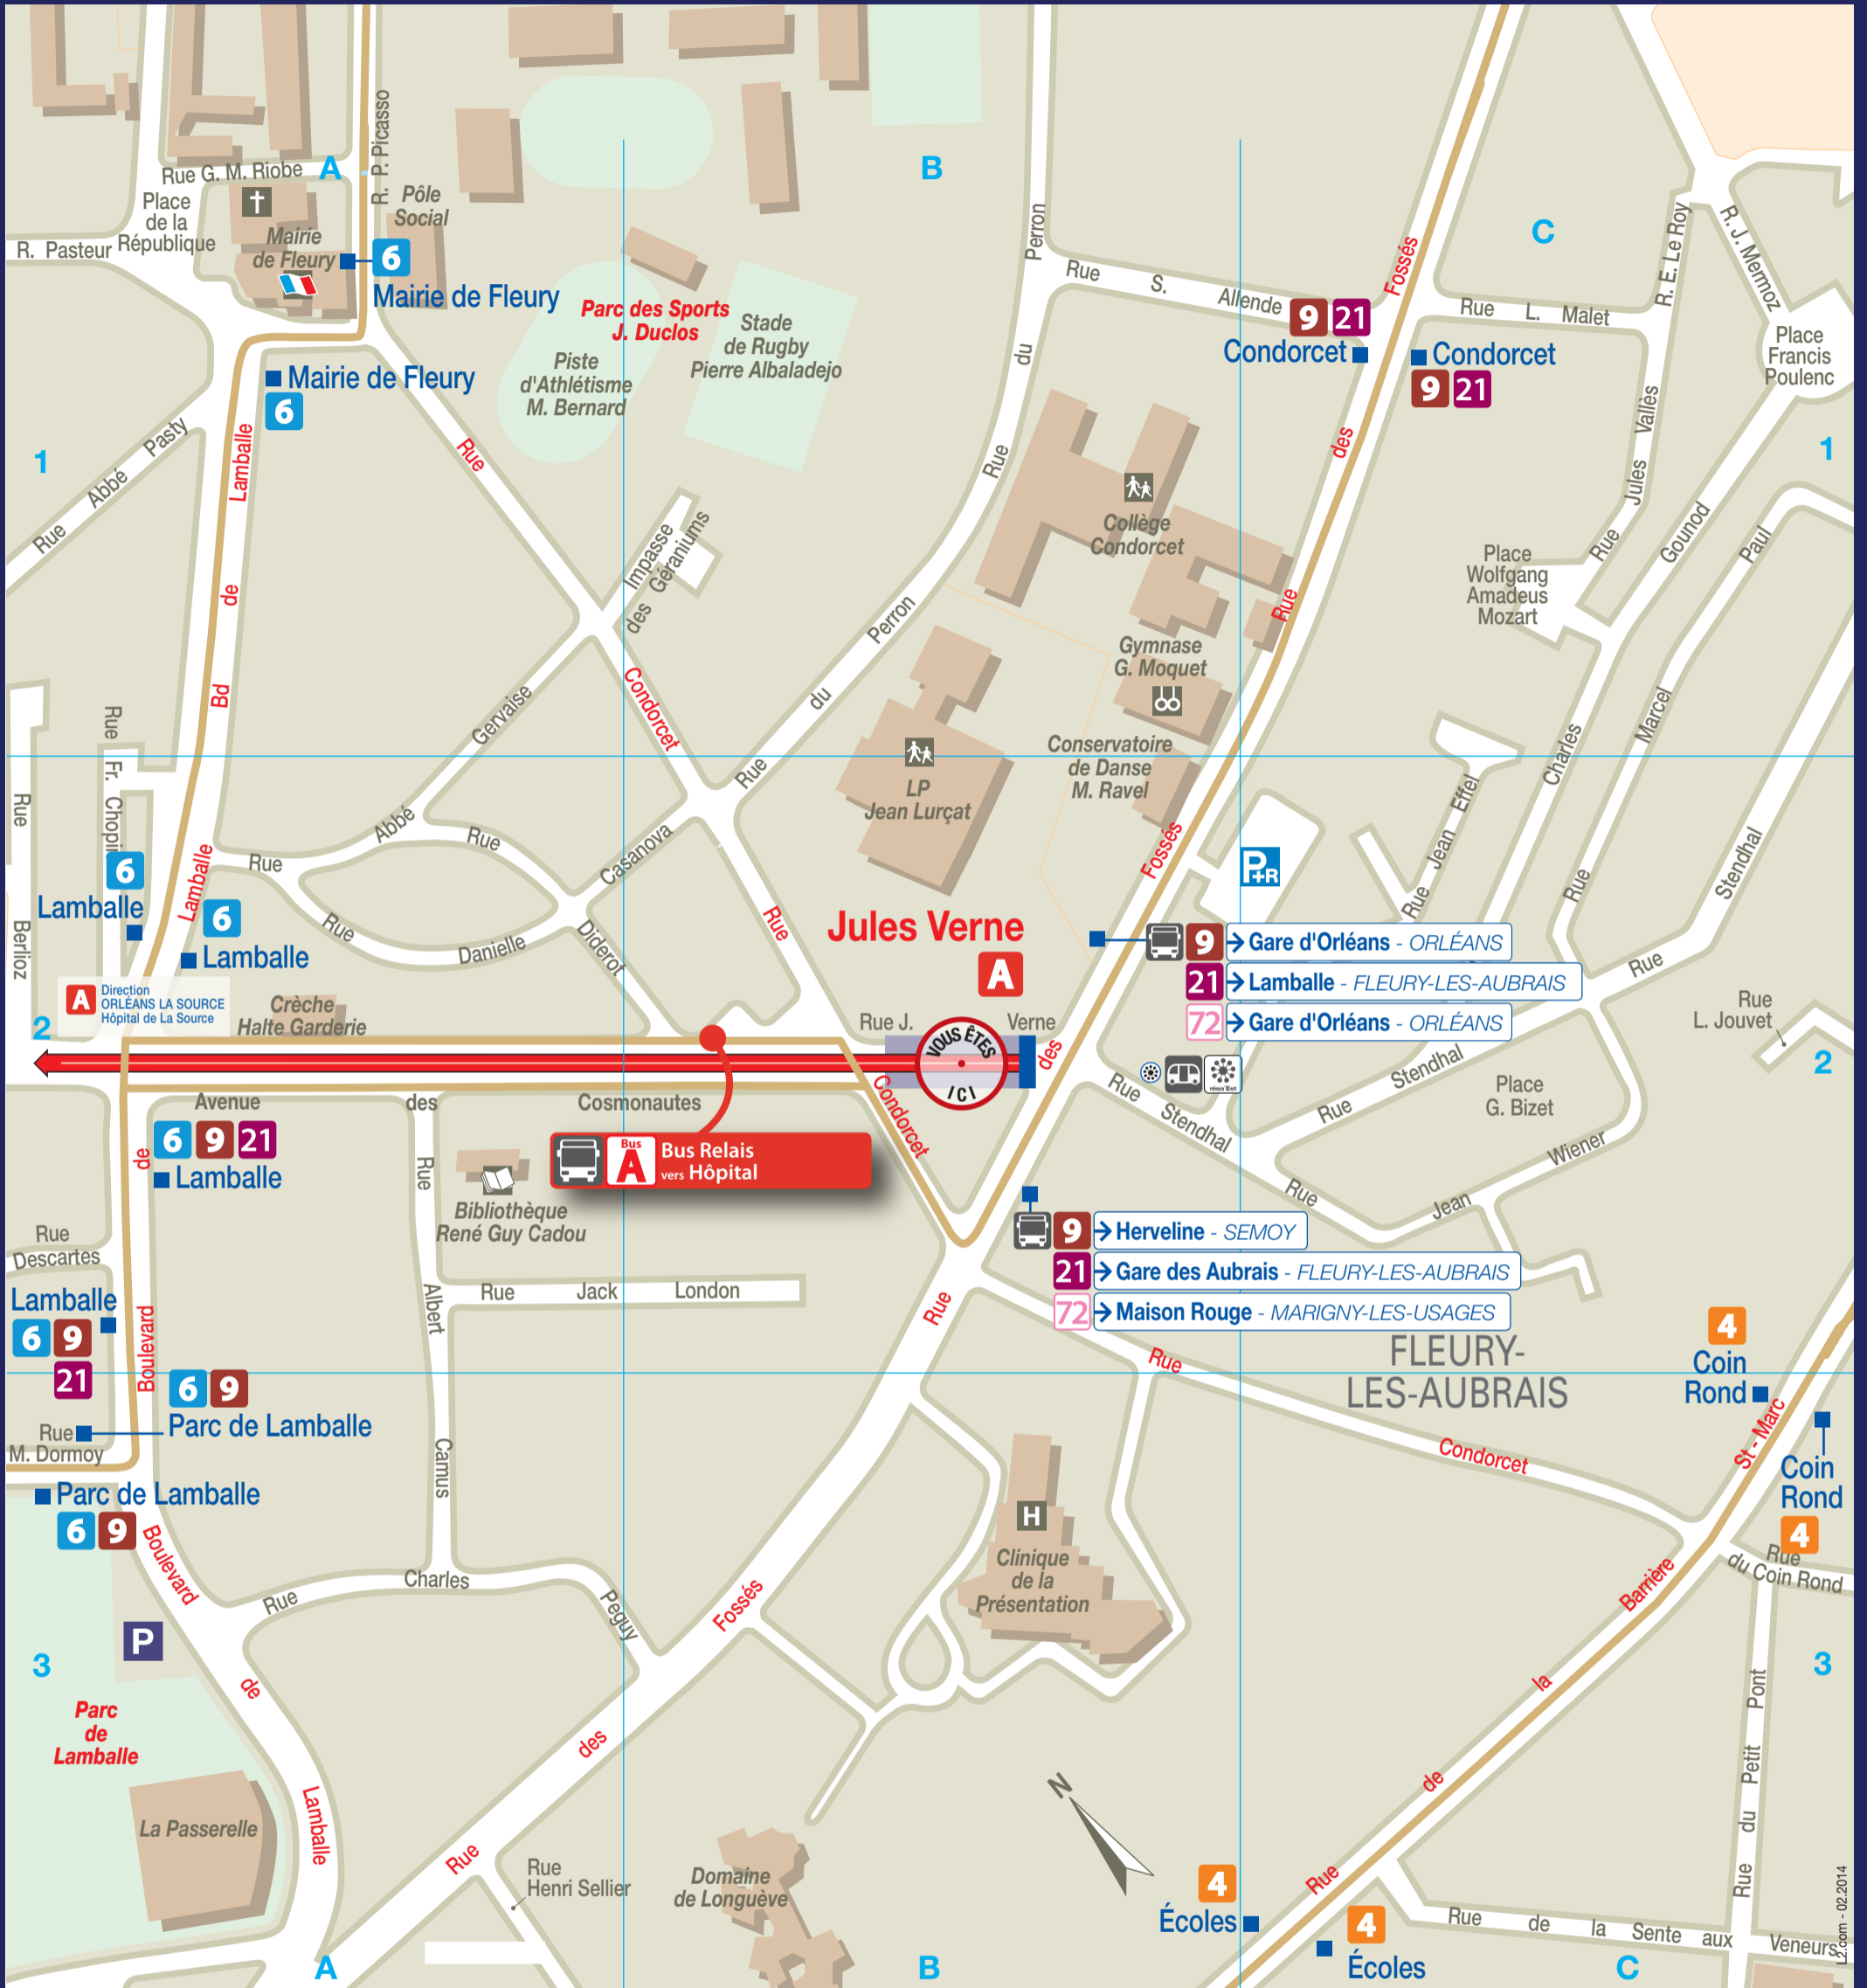 R. P. Picasso
Rue G. M. Riobe
A
B
C
Place
de la
République
R. Pasteur
Mairie
de Fleury
Pôle
Social
6
Mairie de Fleury
Mairie de Fleury
6
Parc des Sports
J. Duclos
Stade
de Rugby
Pierre Albaladejo
Piste
d'Athlétisme
M. Bernard
Rue du Perron
Rue S. Allende
9 21
Condorcet
Condorcet
9 21
Rue L. Malet
R. E. Le Roy
R. J. Mermoz
Place
Francis
Poulenc
1
1
Rue Abbé Pasty
Bd de Lamballe
Rue Condorcet
Impasse
des Géraniums
Rue du Perron
Collège
Condorcet
Rue des Fossés
Place
Wolfgang
Amadeus
Mozart
Rue Jules Vallès
Charles Gounod
Rue Marcel Paul
Gymnase
G. Moquet
Conservatoire
de Danse
M. Ravel
LP
Jean Lurçat
Rue Fr. Chopin
Rue Berlioz
Rue Abbé Gervaise
Rue Casanova
Rue Danielle
Diderot
Rue
Rue Jean Effel
Rue Stendhal
Fossés
P+R
6
Lamballe
Lamballe
6
Lamballe
A
Direction
ORLÉANS LA SOURCE
Hôpital de La Source
Crèche
Halte Garderie
Jules Verne
A
Rue J. Verne
VOUS ÊTES
ICI
des
9 Gare d'Orléans - ORLÉANS
21 Lamballe - FLEURY-LES-AUBRAIS
72 Gare d'Orléans - ORLÉANS
résa'Est
Rue
L. Jouvet
2
2
Rue Stendhal
Rue Stendhal
Place
G. Bizet
Rue Jean Wiener
Avenue des Cosmonautes
Condorcet
6 9 21
Lamballe
Bus
A
Bus Relais
vers Hôpital
Bibliothèque
René Guy Cadou
Rue Albert Camus
Rue
Descartes
Lamballe
6 9
21
Boulevard de
Rue Jack London
Rue
9 Herveline - SEMOY
21 Gare des Aubrais - FLEURY-LES-AUBRAIS
72 Maison Rouge - MARIGNY-LES-USAGES
FLEURY-
LES-AUBRAIS
4
Coin
Rond
Rue Condorcet
6 9
Parc de Lamballe
Rue
M. Dormoy
Parc de Lamballe
6 9
Boulevard de Lamballe
Rue Charles Peguy
H
Clinique
de la
Présentation
Coin
Rond
4
Rue
du Coin Rond
Rue de la Barrière St - Marc
P
3
3
Parc
de
Lamballe
La Passerelle
Rue des Fossés
Rue
Henri Sellier
Domaine
de Longuève
N
4
Écoles
4
Écoles
Rue du Petit Pont
Rue de la Sente aux Veneurs
L2.com - 02.2014
A
B
C